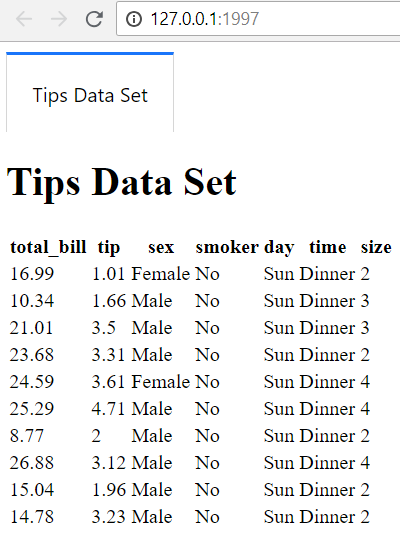 127.0.0.1:1997
Tips Data Set
Tips Data Set
total_bill tip sex smoker day time size
16.99 1.01 Female No Sun Dinner 2
10.34 1.66 Male No Sun Dinner 3
21.01 3.5 Male No Sun Dinner 3
23.68 3.31 Male No Sun Dinner 2
24.59 3.61 Female No Sun Dinner 4
25.29 4.71 Male No Sun Dinner 4
8.77 2 Male No Sun Dinner 2
26.88 3.12 Male No Sun Dinner 4
15.04 1.96 Male No Sun Dinner 2
14.78 3.23 Male No Sun Dinner 2